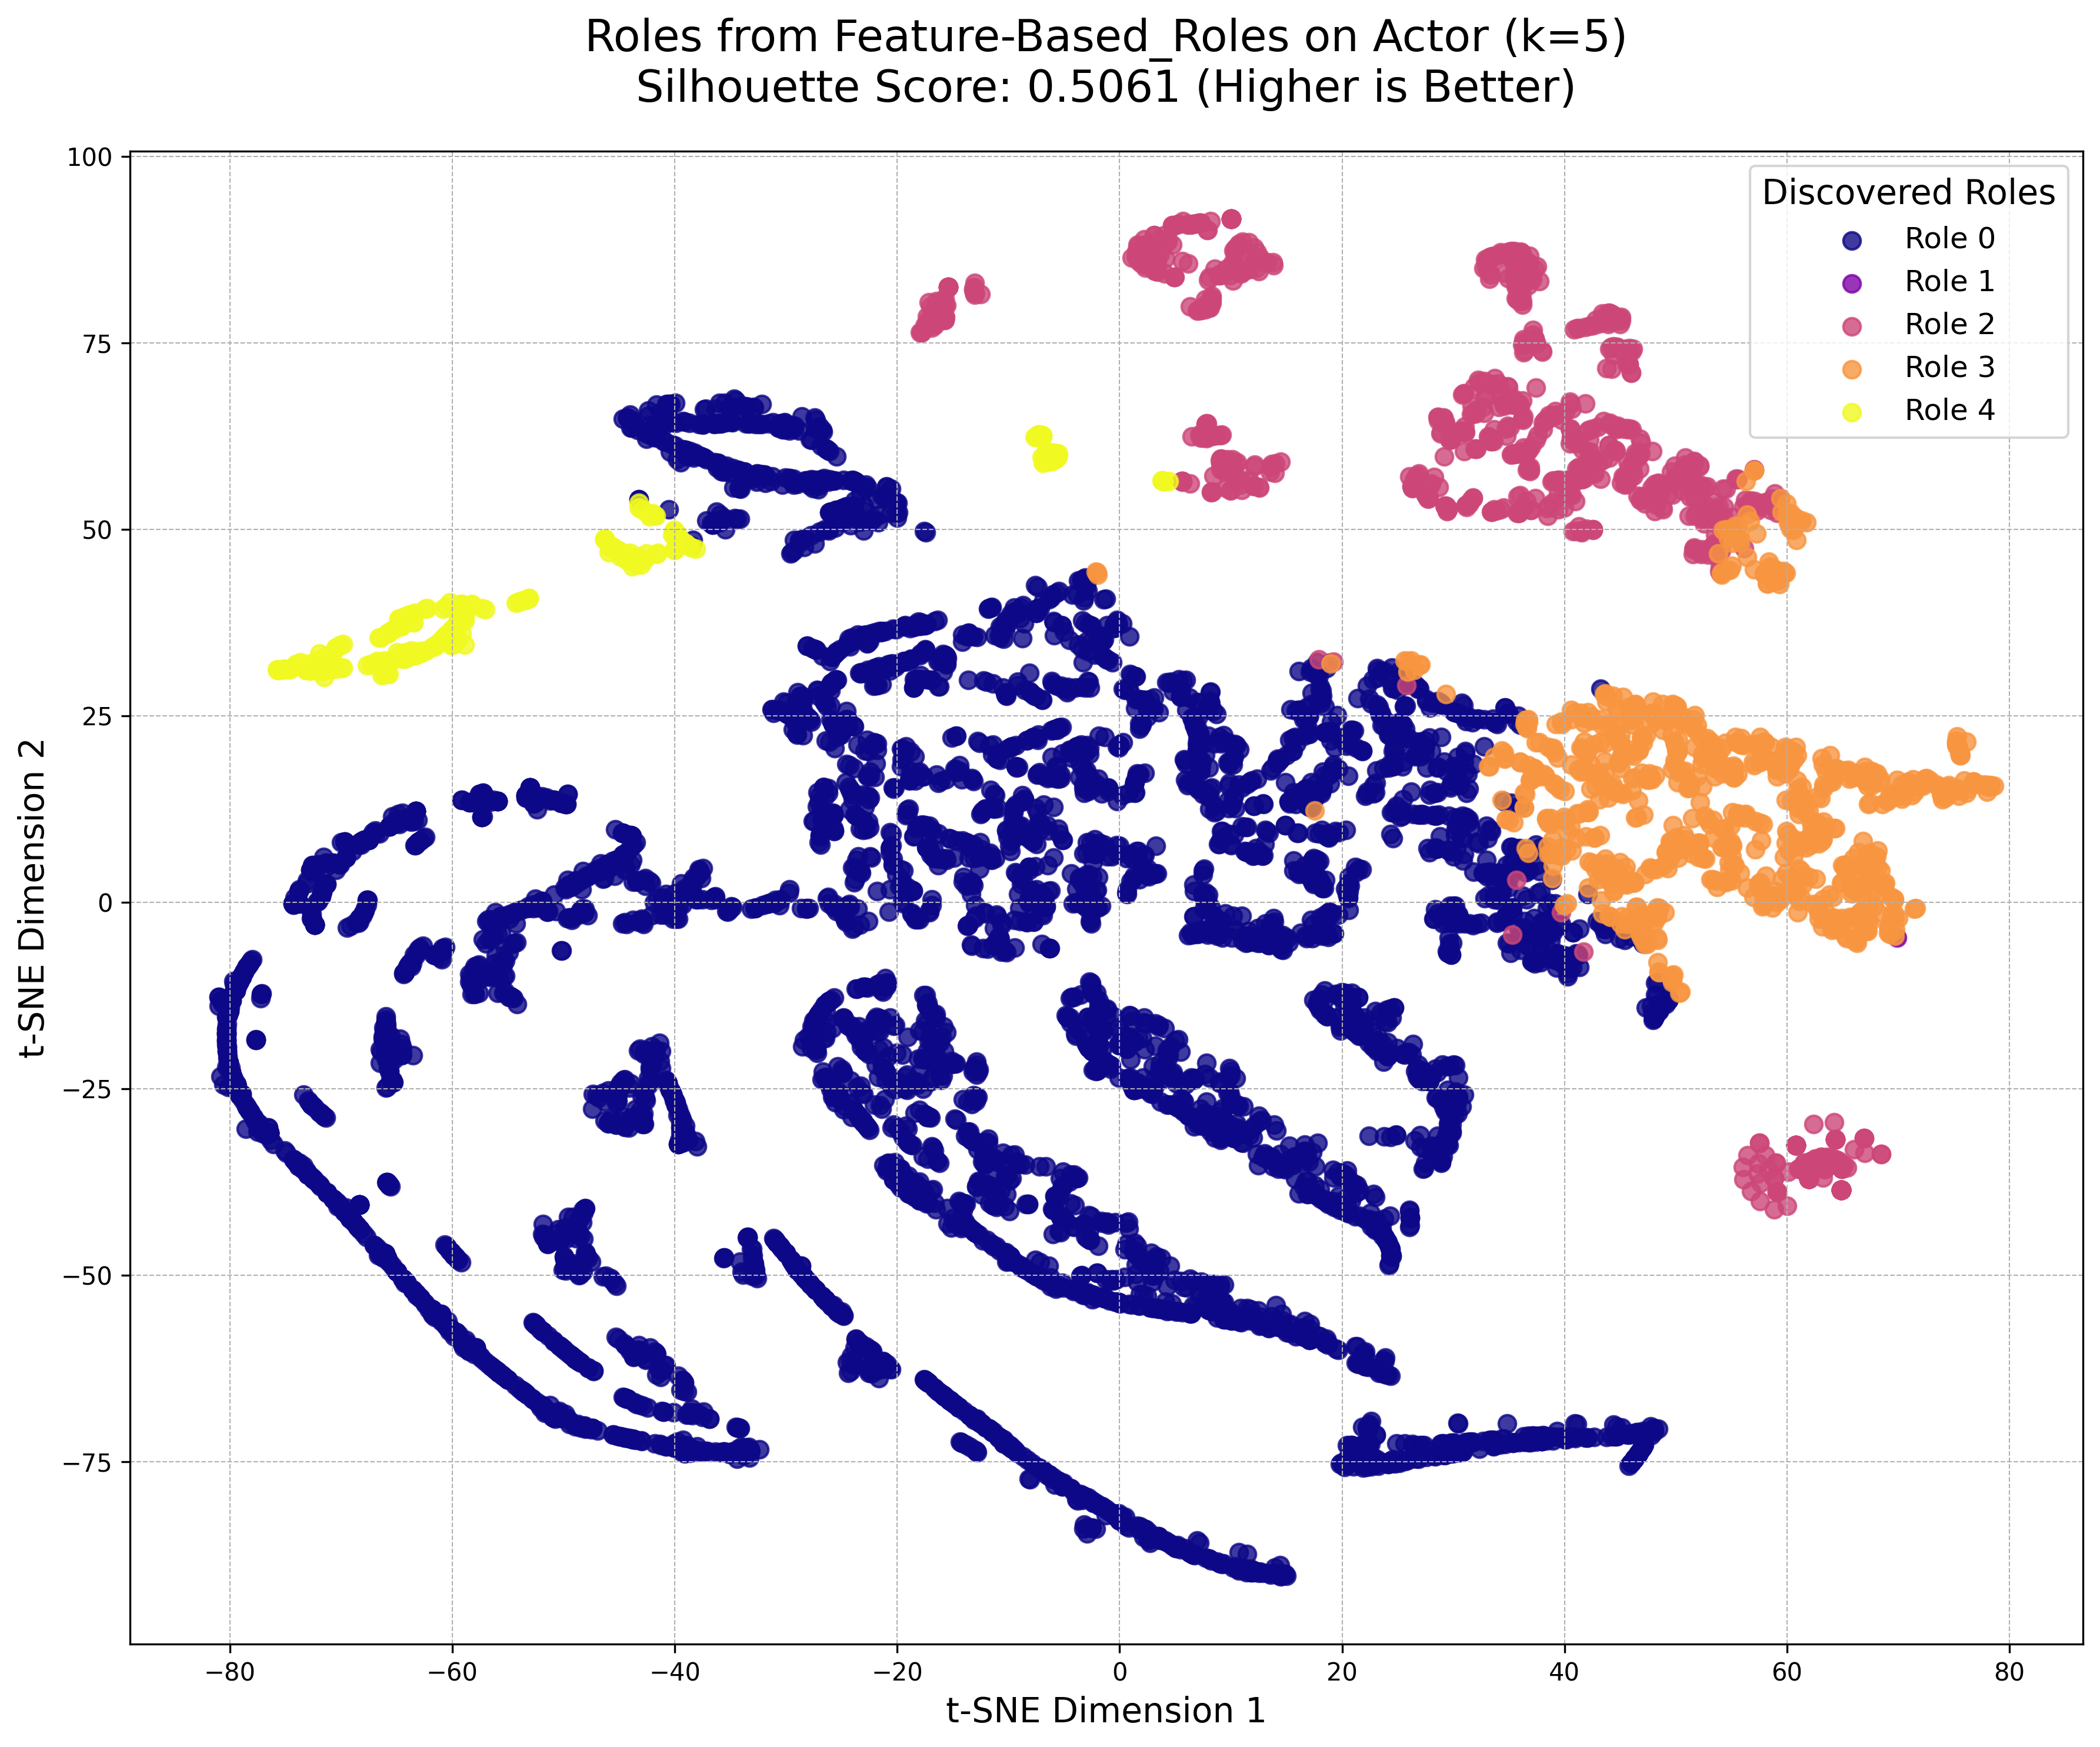 Roles from Feature-Based_Roles on Actor (k=5)
Silhouette Score: 0.5061 (Higher is Better)
Discovered Roles
Role 0
Role 1
Role 2
Role 3
Role 4
t-SNE Dimension 2
100
75
50
25
0
−25
−50
−75
−80
−60
−40
−20
0
20
40
60
80
t-SNE Dimension 1